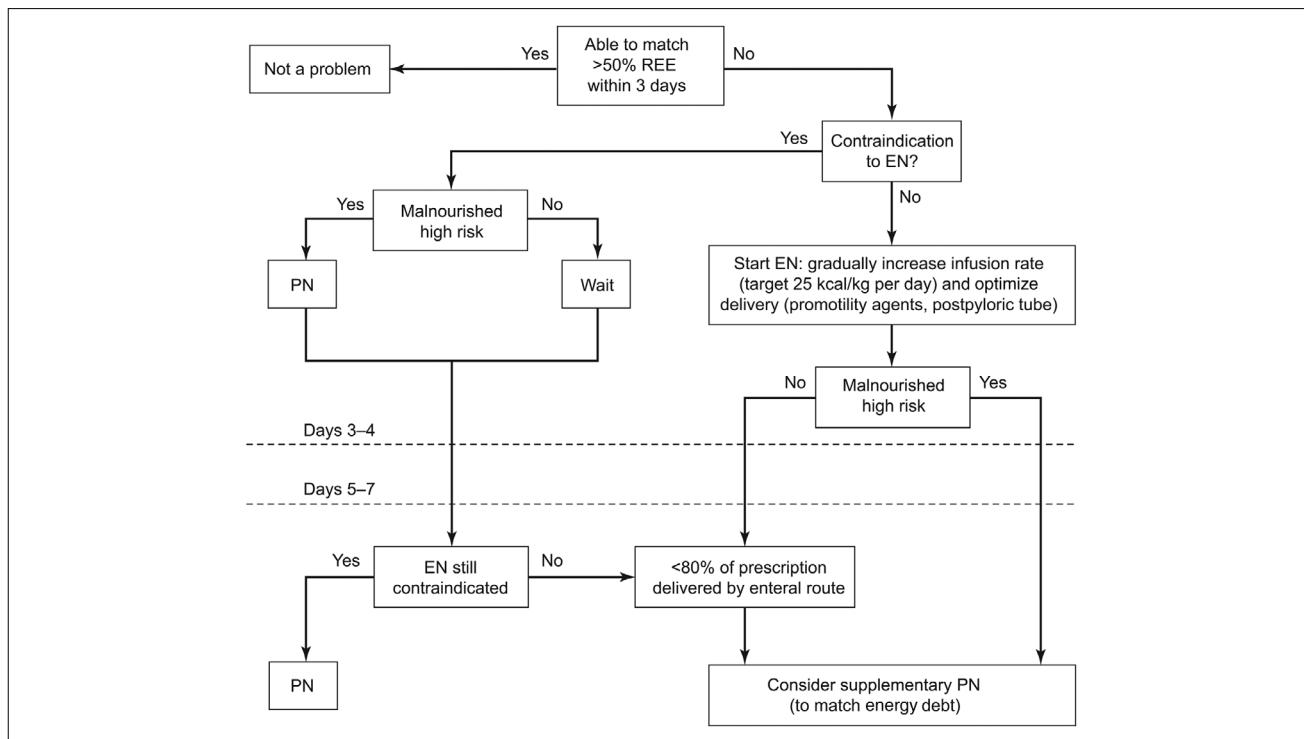 Able to match
>50% REE
within 3 days
Yes
No
Not a problem
Contraindication
to EN?
Yes
No
Malnourished
high risk
Yes
No
PN
Wait
Start EN: gradually increase infusion rate
(target 25 kcal/kg per day) and optimize
delivery (promotility agents, postpyloric tube)
Malnourished
high risk
No
Yes
Days 3–4
Days 5–7
EN still
contraindicated
Yes
No
<80% of prescription
delivered by enteral route
PN
Consider supplementary PN
(to match energy debt)